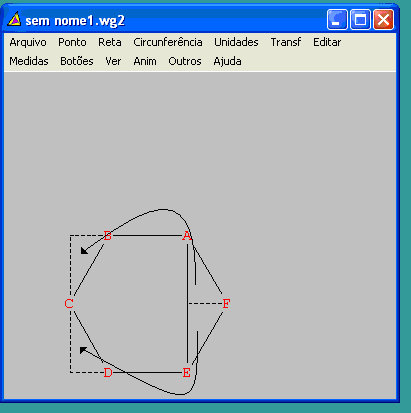 sem nome1.wg2
Arquivo Ponto Reta Circunferência Unidades Transf Editar
Medidas Botões Ver Anim Outros Ajuda
B A
C F
D E